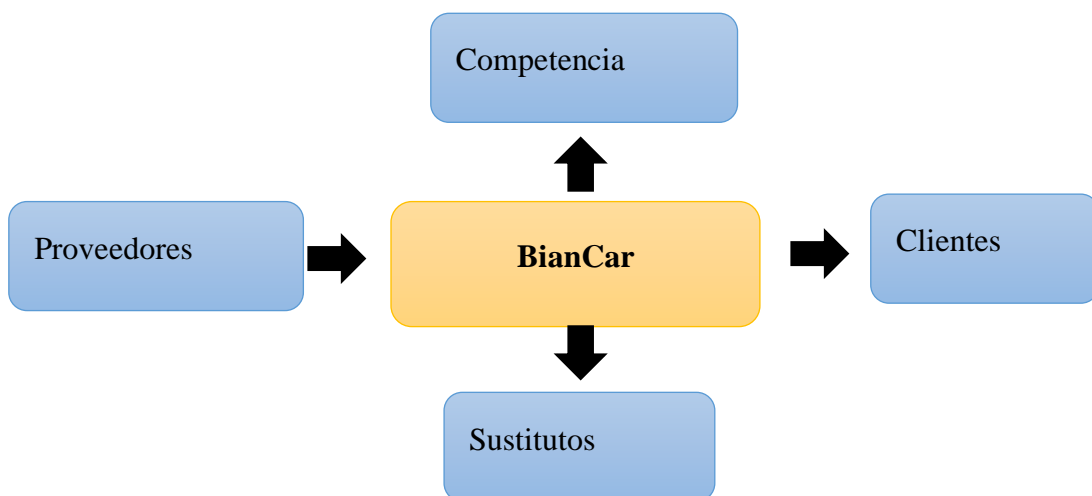 Competencia
Proveedores
BianCar
Clientes
Sustitutos